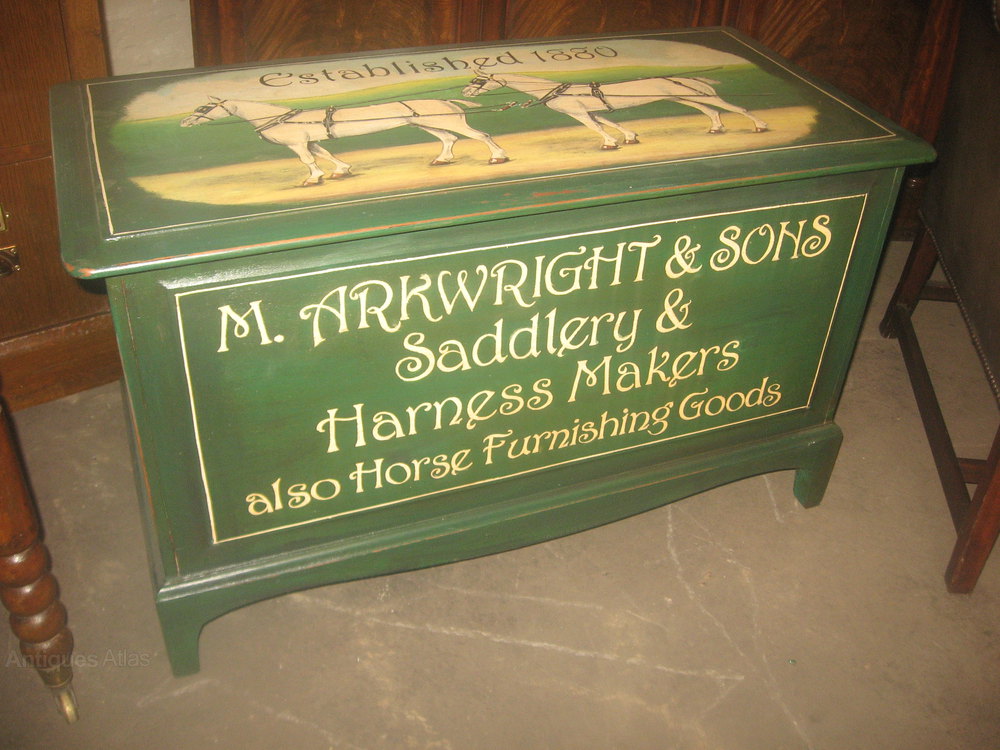 Established 1880
M. ARKWRIGHT & SONS
Saddlery &
Harness Makers
also Horse Furnishing Goods
Antiques Atlas